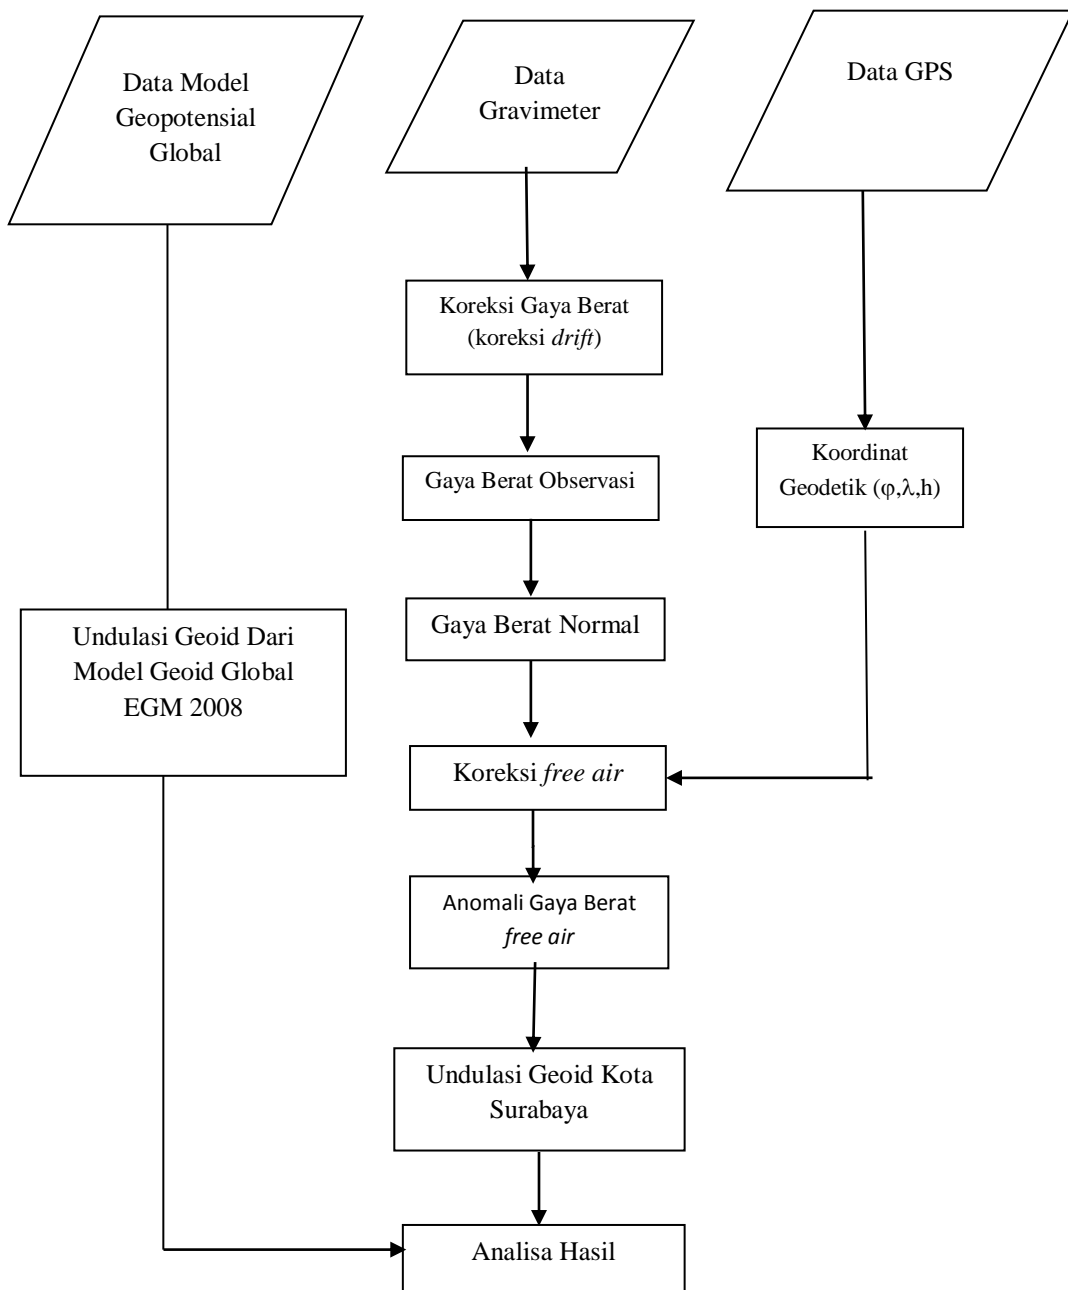 Data Model
Geopotensial
Global
Data
Gravimeter
Data GPS
Koreksi Gaya Berat
(koreksi drift)
Gaya Berat Observasi
Koordinat
Geodetik (φ,λ,h)
Gaya Berat Normal
Undulasi Geoid Dari
Model Geoid Global
EGM 2008
Koreksi free air
Anomali Gaya Berat
free air
Undulasi Geoid Kota
Surabaya
Analisa Hasil